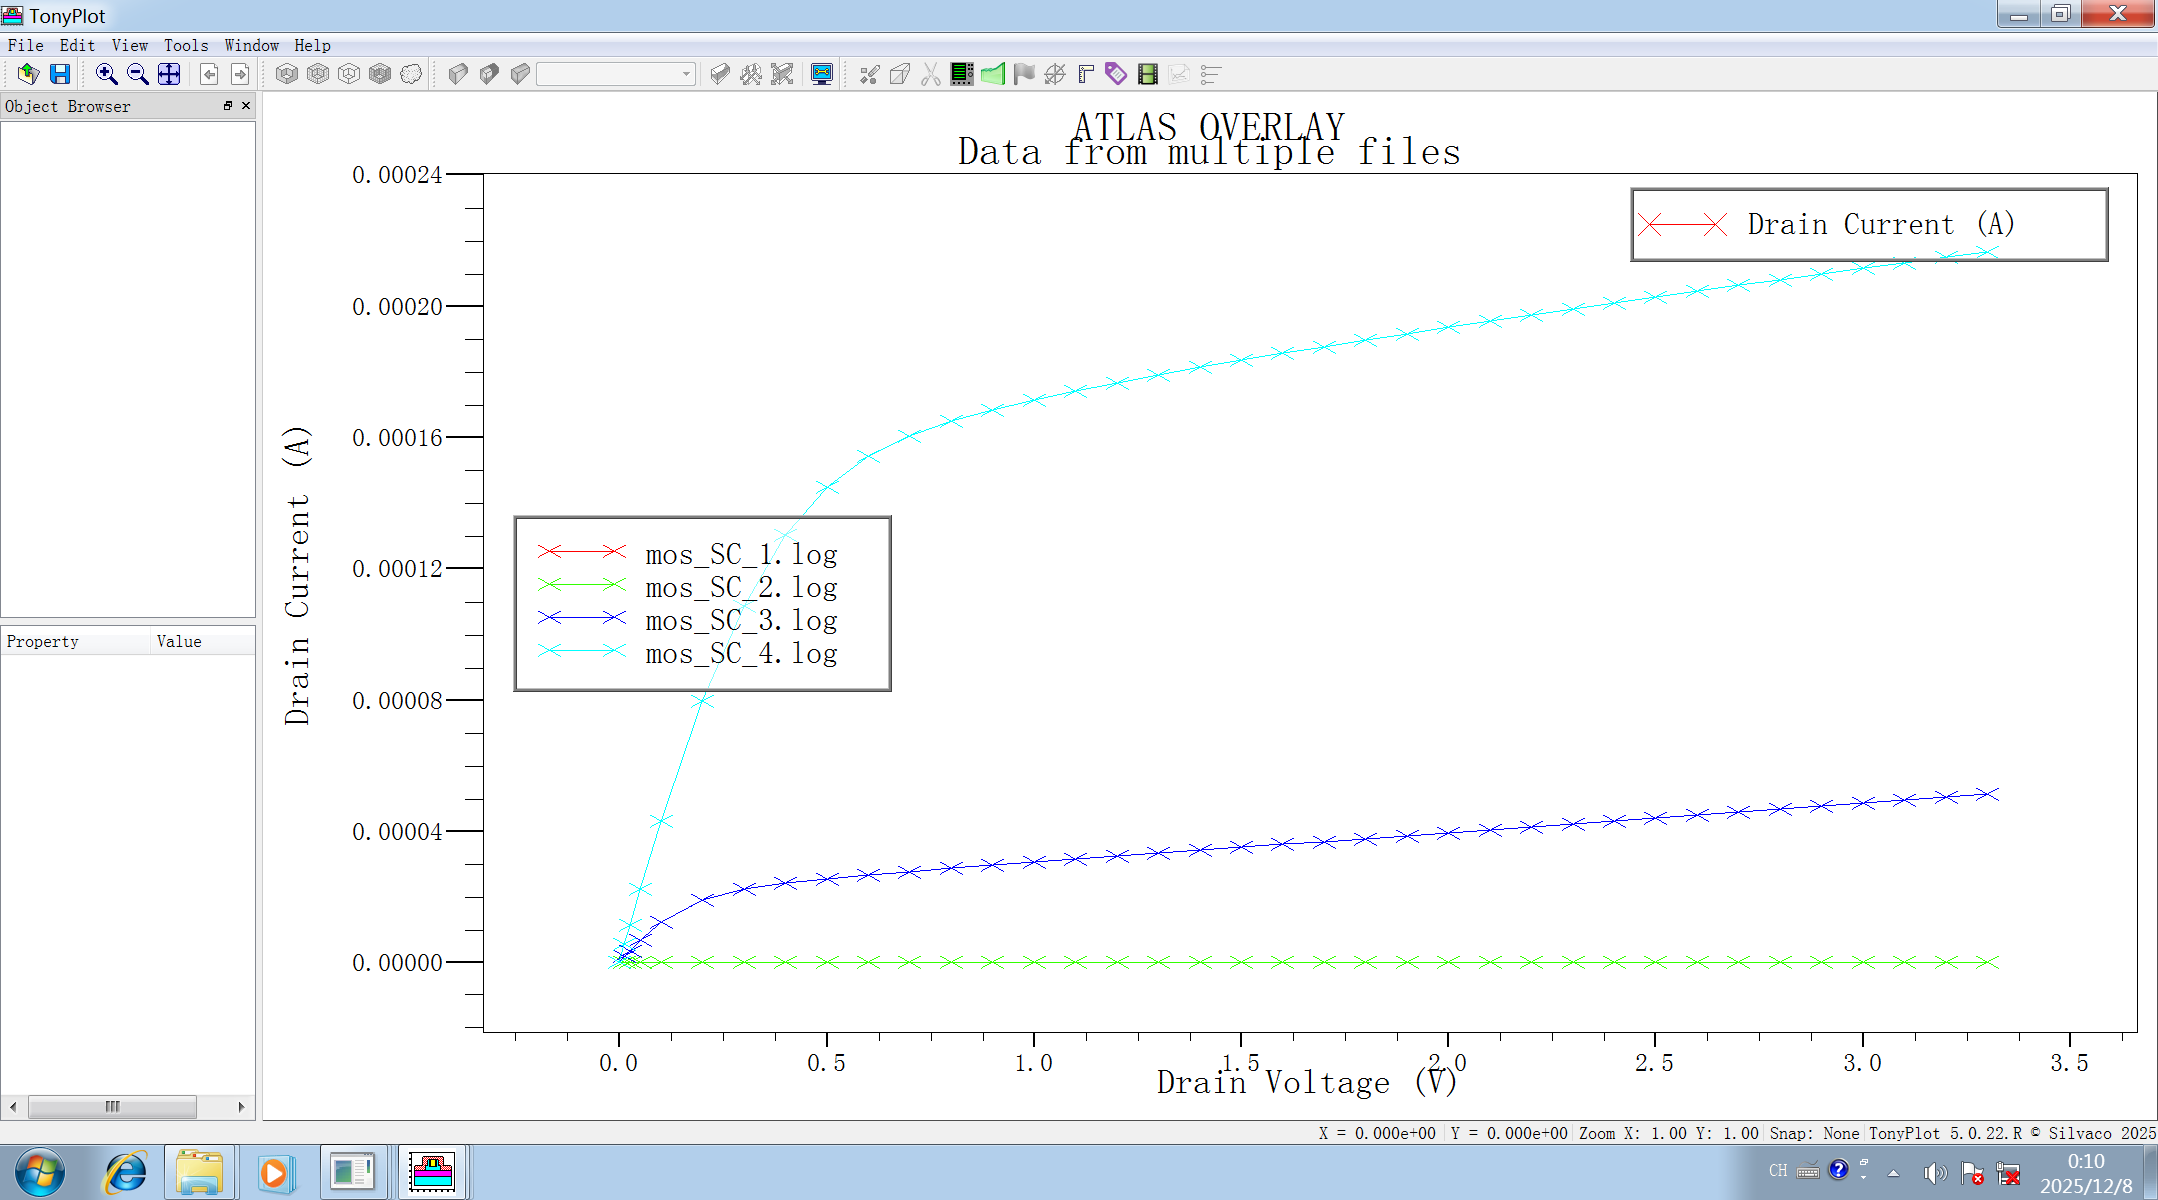 TonyPlot
File Edit View Tools Window Help
Object Browser
Property Value
ATLAS OVERLAY
Data from multiple files
Drain Current (A)
0.00024
0.00020
0.00016
0.00012
0.00008
0.00004
0.00000
Drain Current (A)
mos_SC_1.log
mos_SC_2.log
mos_SC_3.log
mos_SC_4.log
0.0 0.5 1.0 1.5 2.0 2.5 3.0 3.5
Drain Voltage (V)
X = 0.000e+00 Y = 0.000e+00 Zoom X: 1.00 Y: 1.00 Snap: None TonyPlot 5.0.22.R © Silvaco 2025
CH
0:10
2025/12/8